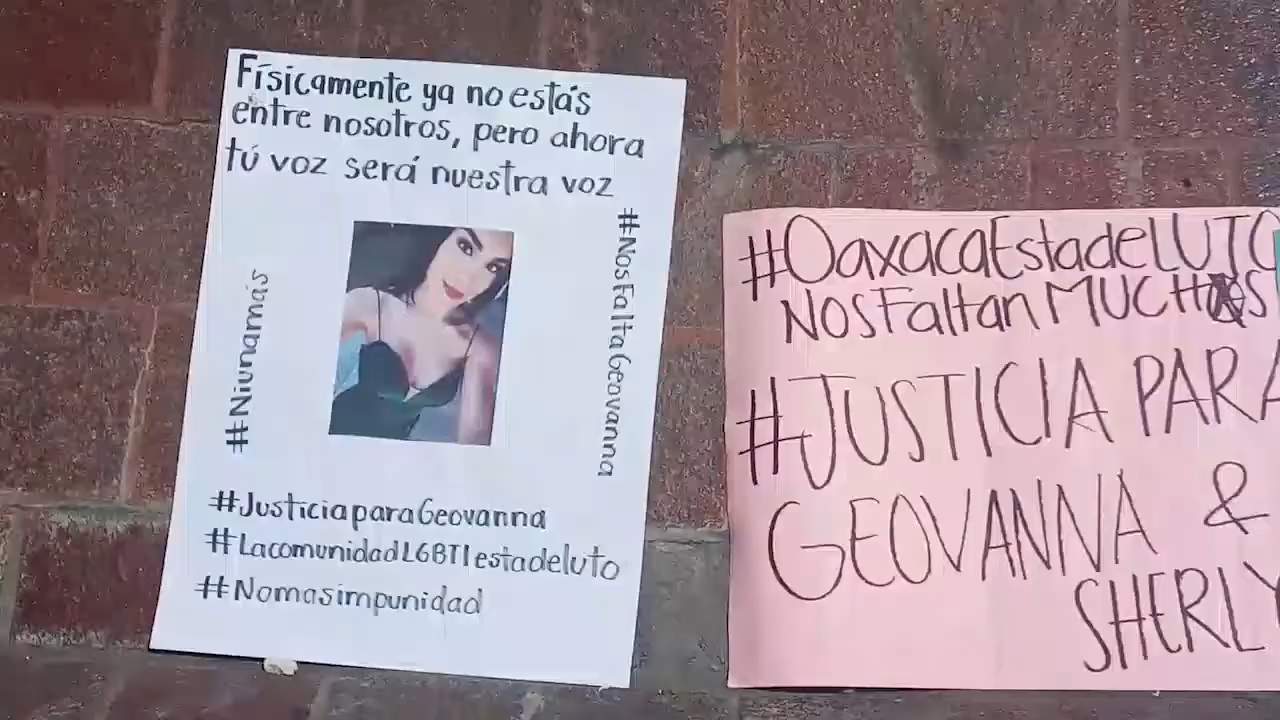 Físicamente ya no estás
entre nosotros, pero ahora
tú voz será nuestra voz
#Niunamás
#NosFaltaGeovanna
#JusticiaparaGeovanna
#LacomunidadLGBTIestadeluto
#Nomasimpunidad
#OaxacaEstadeLUTO
NosFaltanMUCHXS
#JUSTICIA PARA
GEOVANNA &
SHERLY